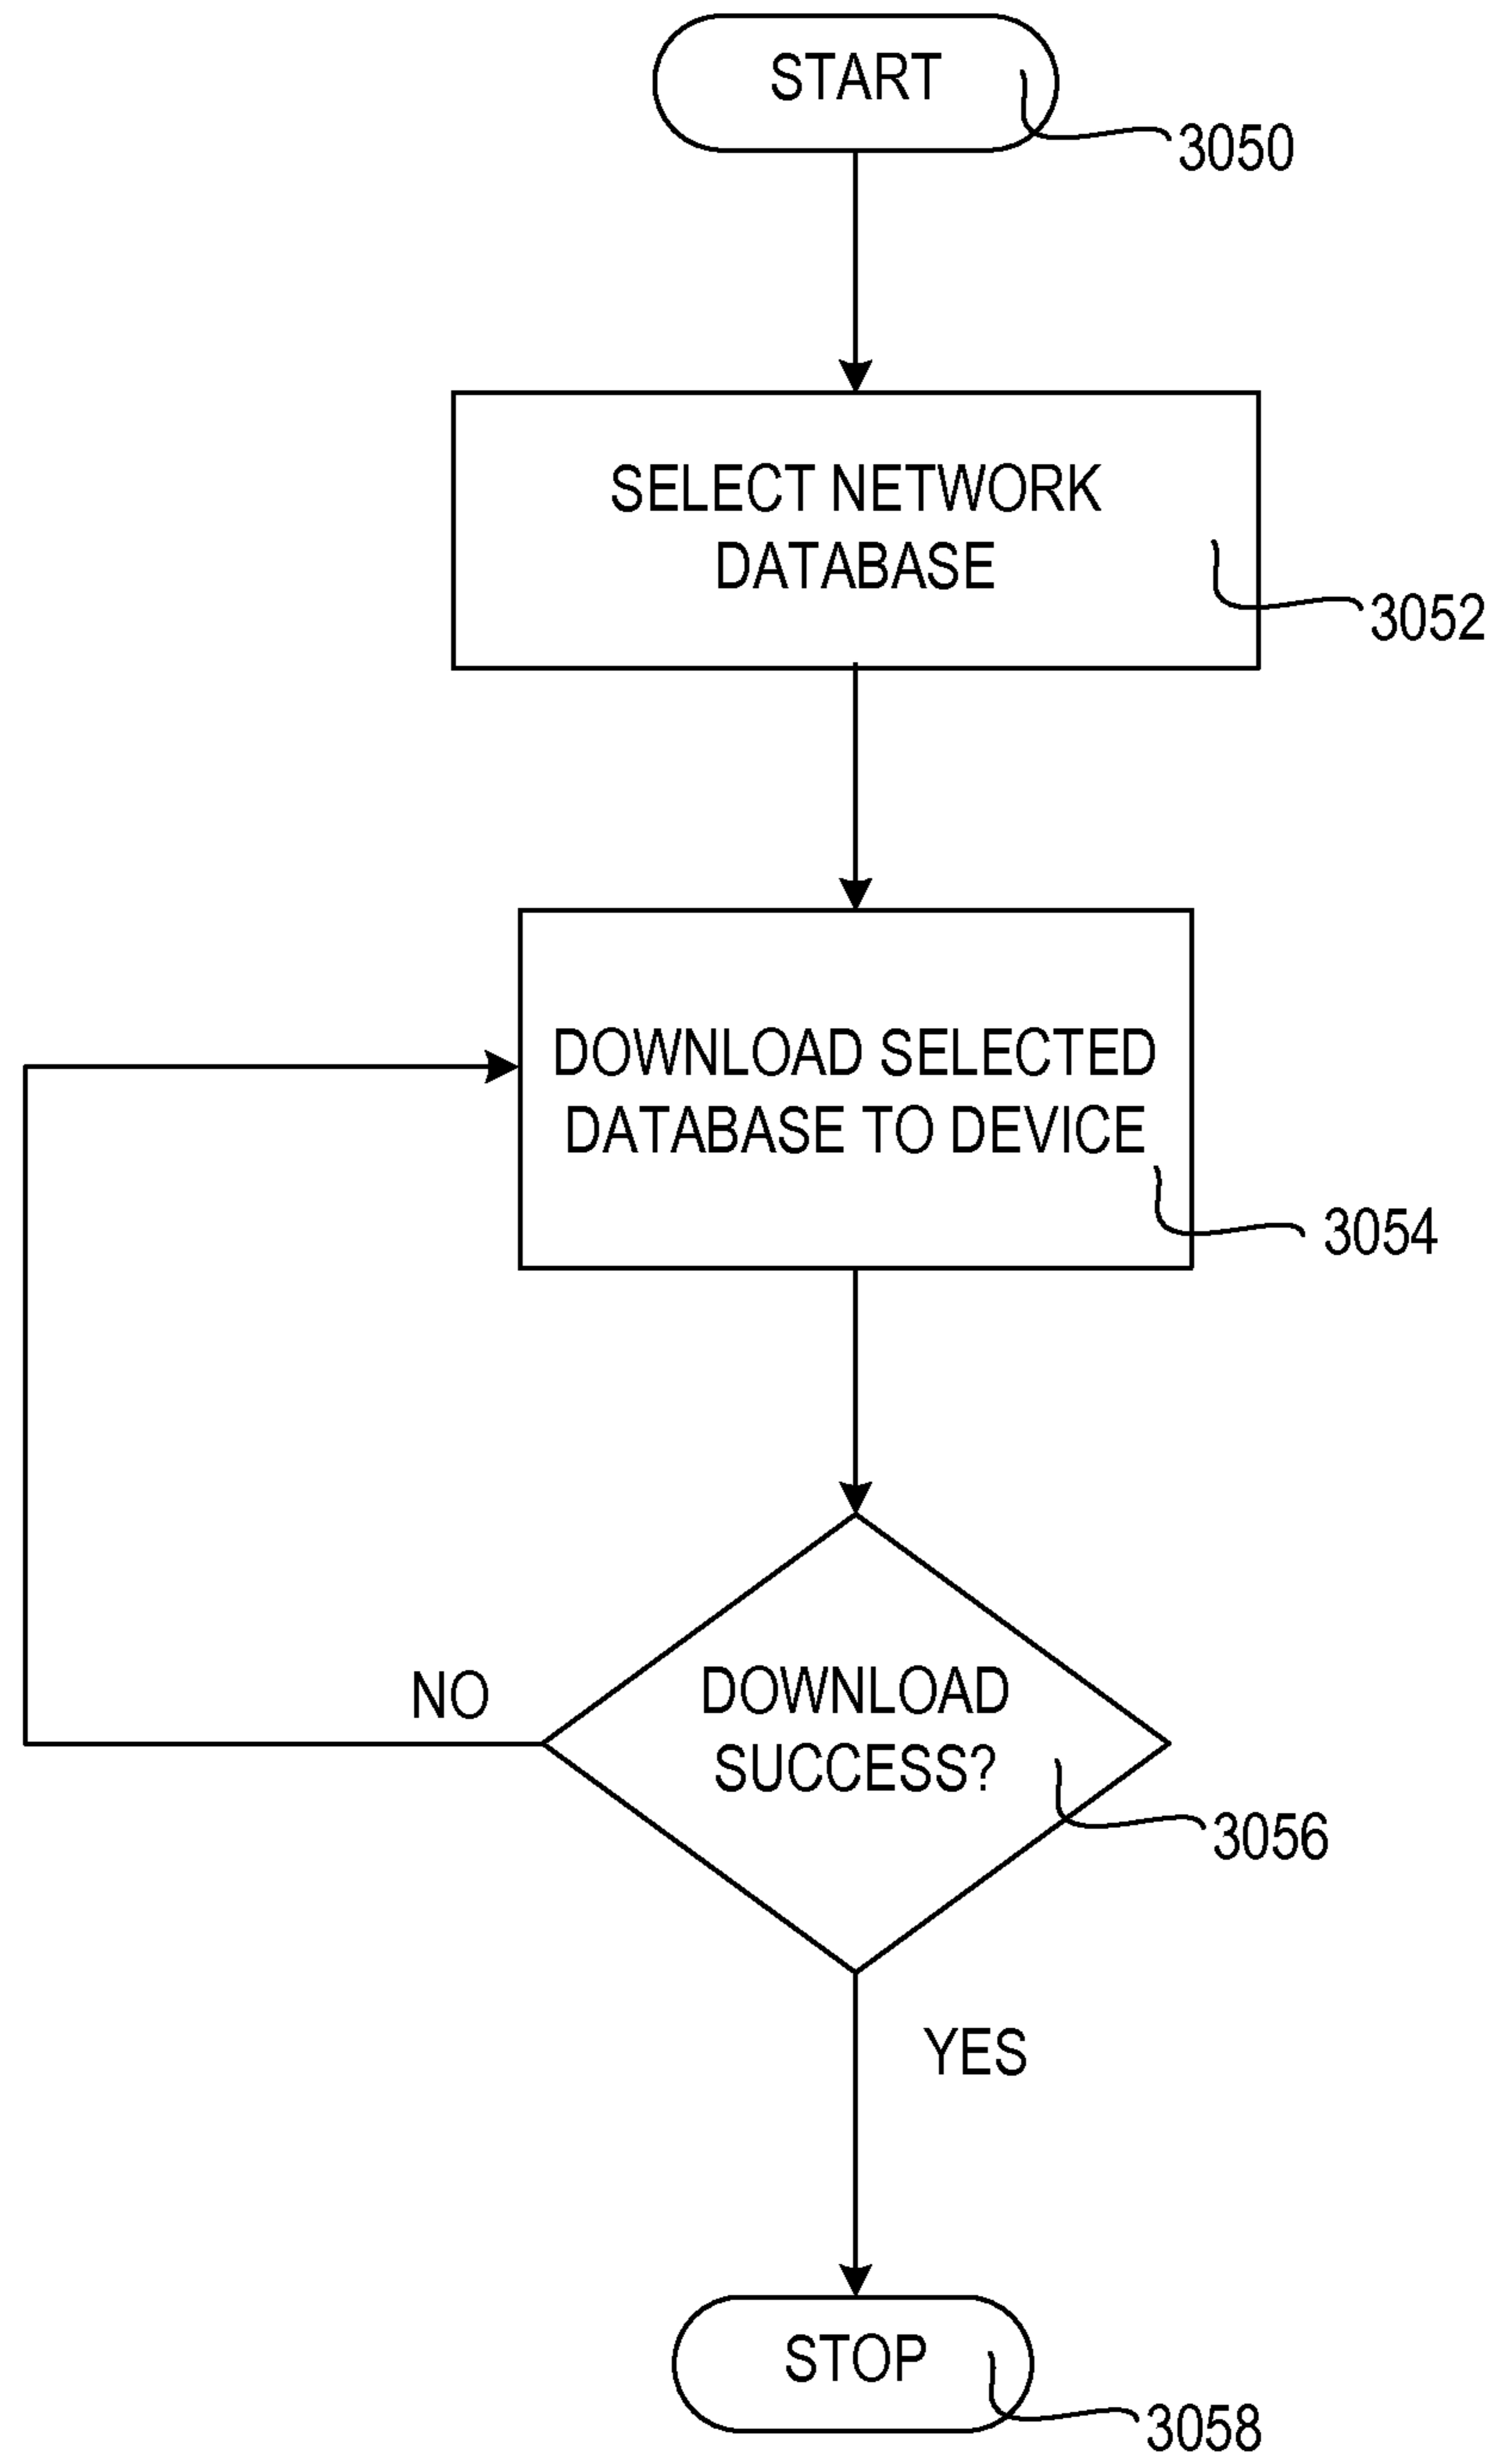 START
3050
SELECT NETWORK
DATABASE
3052
DOWNLOAD SELECTED
DATABASE TO DEVICE
3054
DOWNLOAD
SUCCESS?
NO
3056
YES
STOP
3058